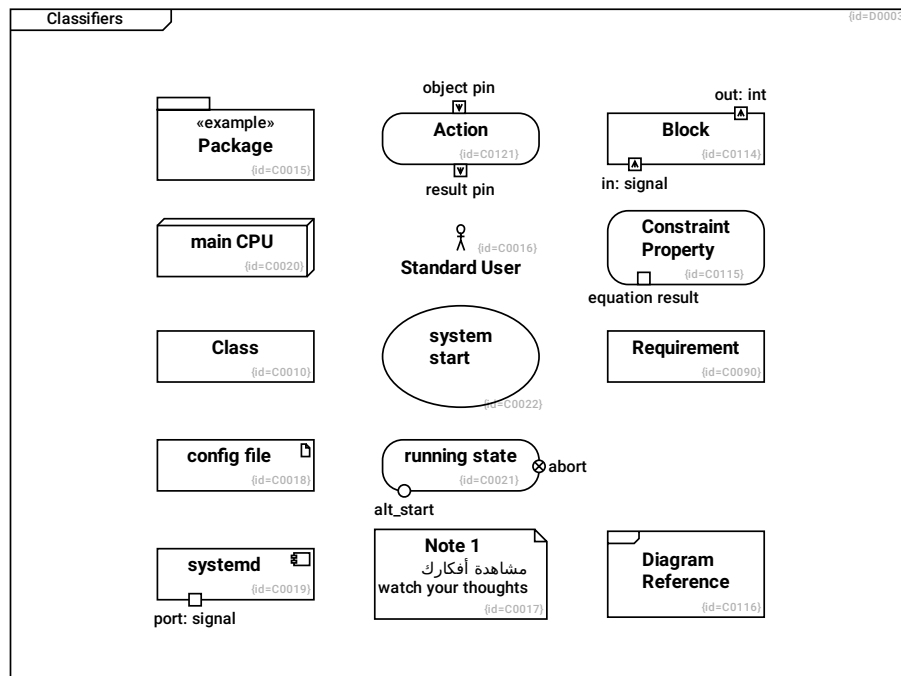 Classifiers
{id=D0003
object pin
out: int
«example»
Package
{id=C0015}
Action
{id=C0121}
Block
{id=C0114}
result pin
in: signal
main CPU
{id=C0020}
{id=C0016}
Standard User
Constraint
Property
{id=C0115}
equation result
Class
{id=C0010}
system
start
{id=C0022}
Requirement
{id=C0090}
config file
{id=C0018}
running state
{id=C0021}
abort
alt_start
systemd
{id=C0019}
port: signal
Note 1
مشاهدة أفكارك
watch your thoughts
{id=C0017}
Diagram
Reference
{id=C0116}